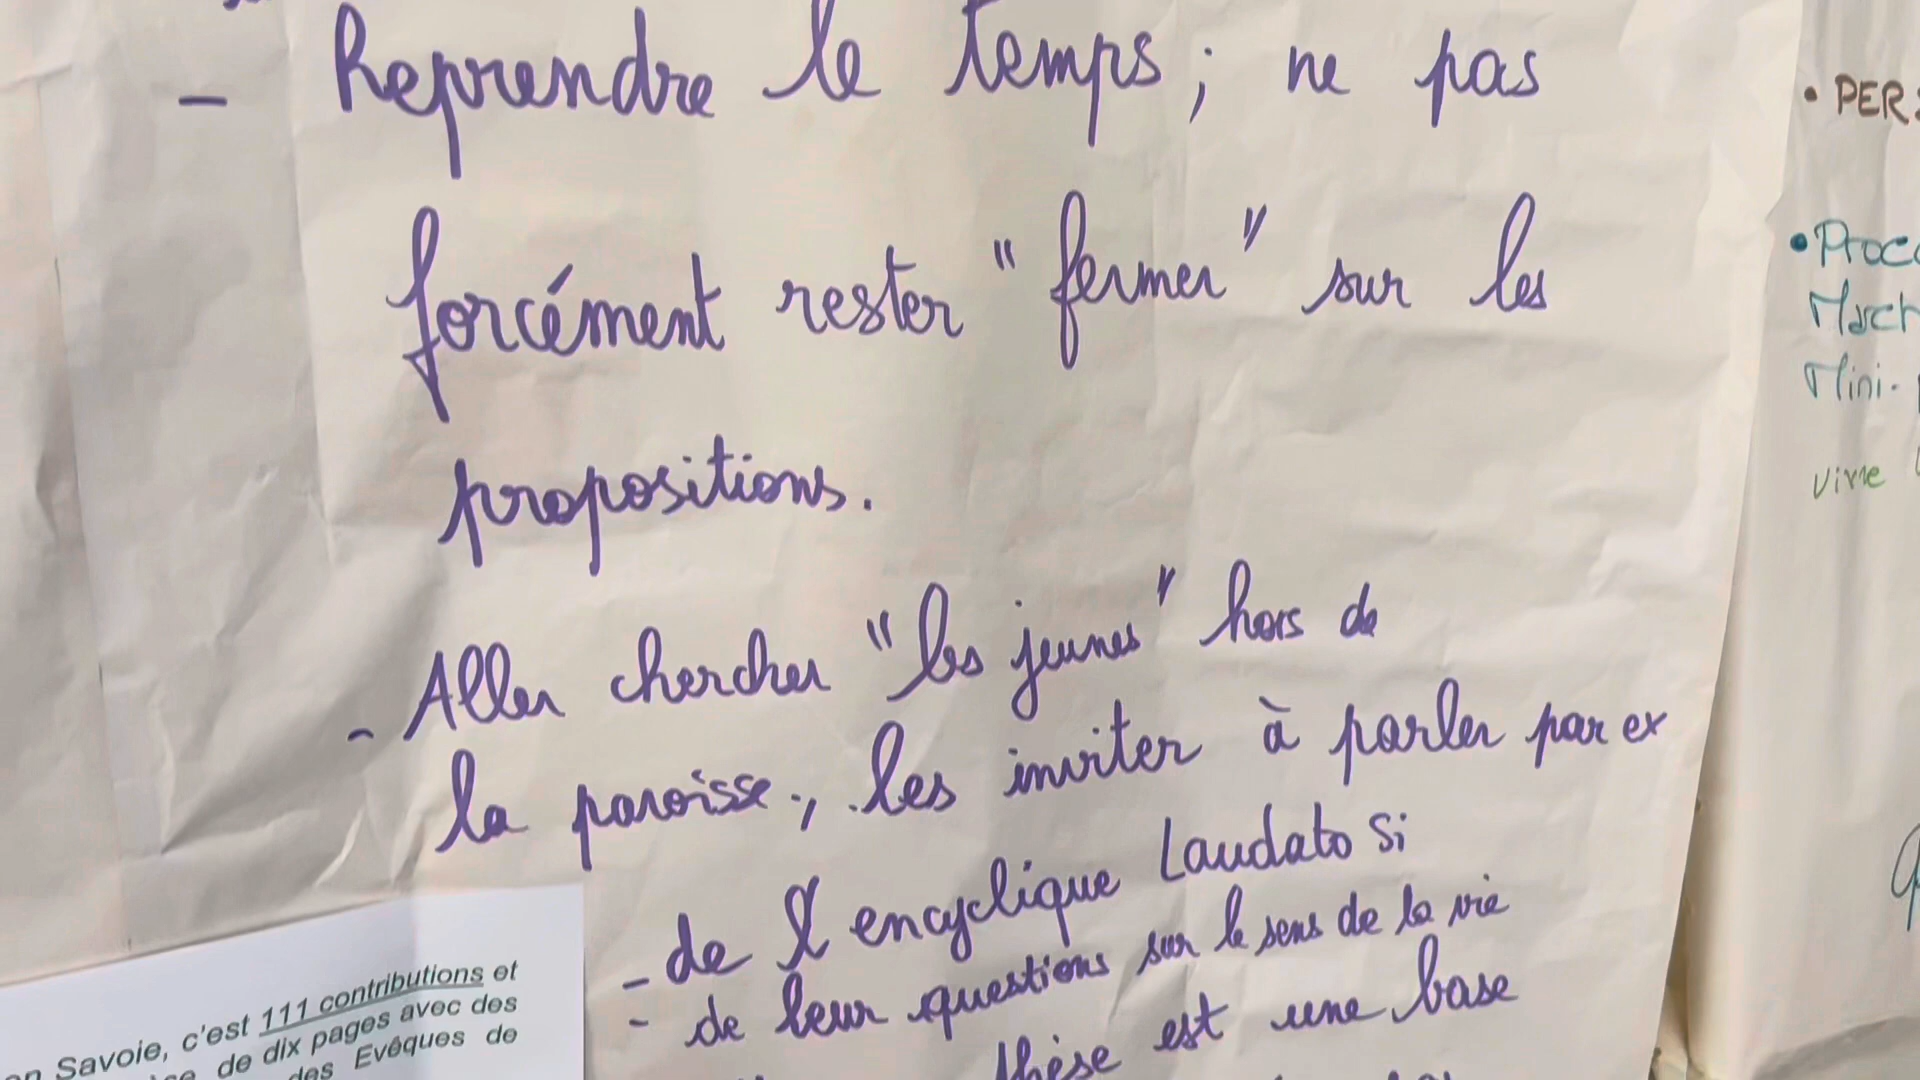 - Reprendre le temps ; ne pas
forcément rester "fermer" sur les
propositions.
- Aller chercher "les jeunes" hors de
la paroisse, les inviter à parler par ex
- de l'encyclique Laudato Si
- de leur questions sur le sens de la vie
est une base
Savoie, c'est 111 contributions et
de dix pages avec des
des Evêques de
• PER
• Proc
March
Mini-
vivre